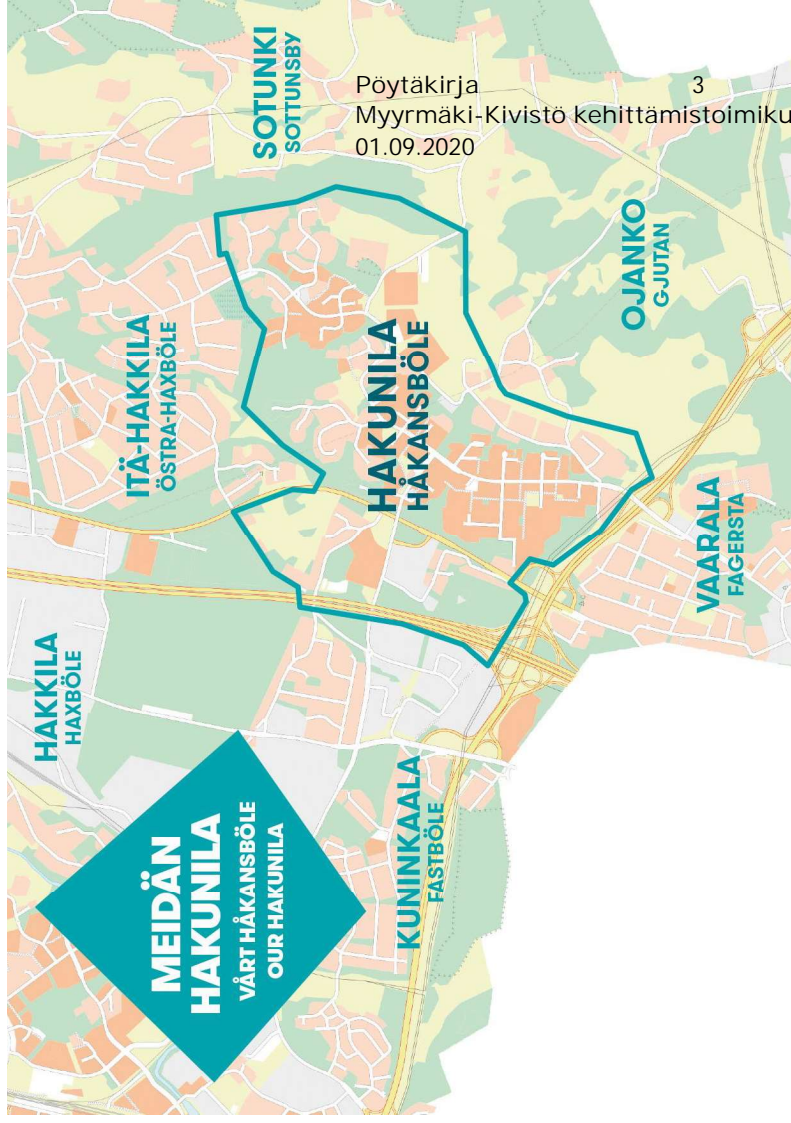 Pöytäkirja 3
Myyrmäki-Kivistö kehittämistoimiku
01.09.2020
SOTUNKI
SOTTUNSBY
ITÄ-HAKKILA
ÖSTRA-HAXBÖLE
HAKUNILA
HÅKANSBÖLE
OJANKO
GJUTAN
HAKKILA
HAXBÖLE
VAARALA
FAGERSTA
KUNINKAALA
FASTBÖLE
MEIDÄN
HAKUNILA
VÅRT HÅKANSBÖLE
OUR HAKUNILA